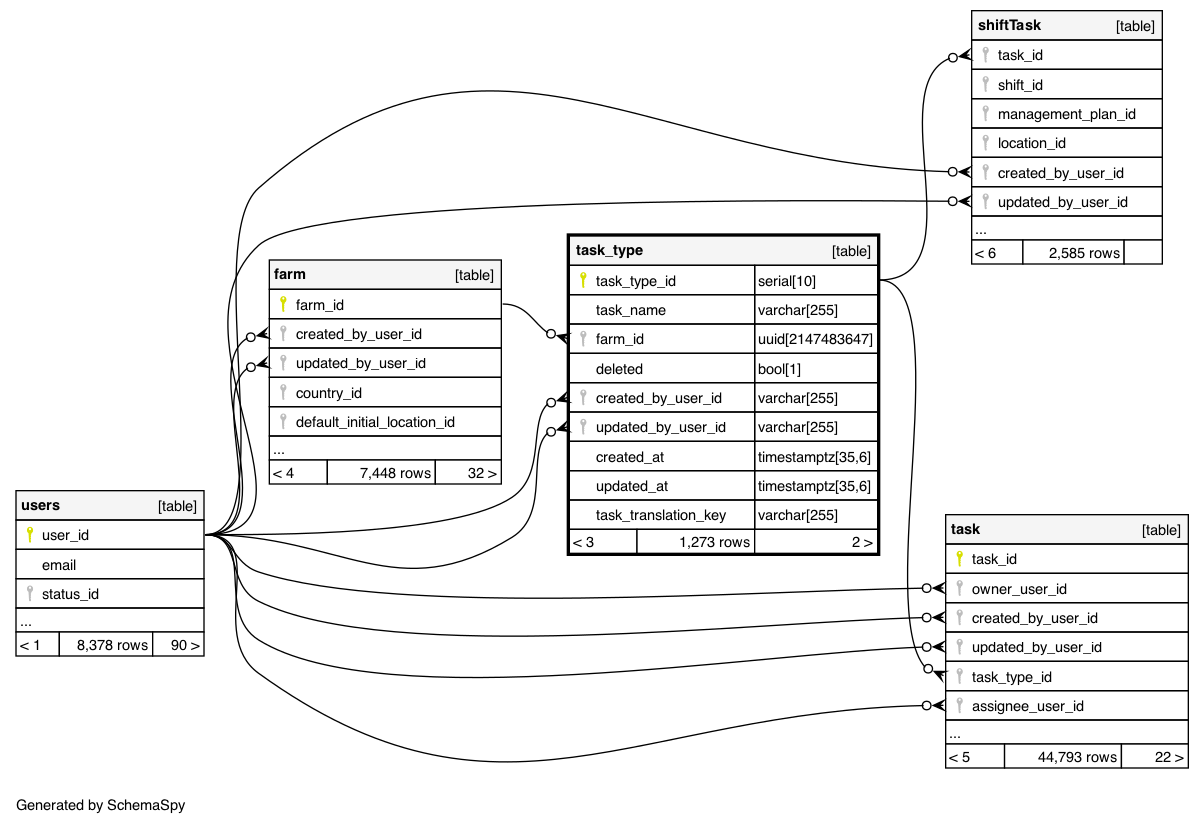 shiftTask [table]
task_id
shift_id
management_plan_id
location_id
created_by_user_id
updated_by_user_id
...
< 6 2,585 rows
task_type [table]
task_type_id serial[10]
task_name varchar[255]
farm_id uuid[2147483647]
deleted bool[1]
created_by_user_id varchar[255]
updated_by_user_id varchar[255]
created_at timestamptz[35,6]
updated_at timestamptz[35,6]
task_translation_key varchar[255]
< 3 1,273 rows 2 >
farm [table]
farm_id
created_by_user_id
updated_by_user_id
country_id
default_initial_location_id
...
< 4 7,448 rows 32 >
users [table]
user_id
email
status_id
...
< 1 8,378 rows 90 >
task [table]
task_id
owner_user_id
created_by_user_id
updated_by_user_id
task_type_id
assignee_user_id
...
< 5 44,793 rows 22 >
Generated by SchemaSpy